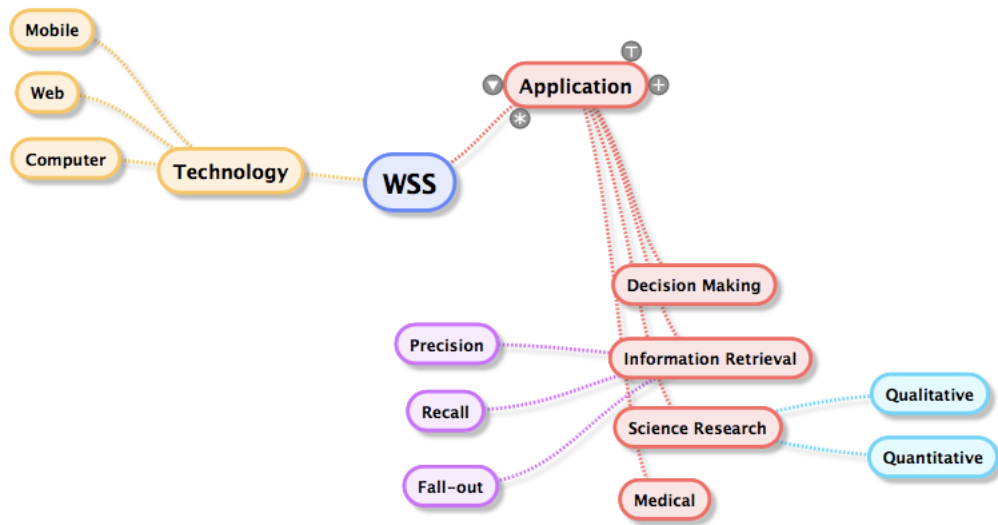 Mobile
Web
Computer
Technology
WSS
Application
Decision Making
Information Retrieval
Precision
Recall
Fall-out
Science Research
Qualitative
Quantitative
Medical